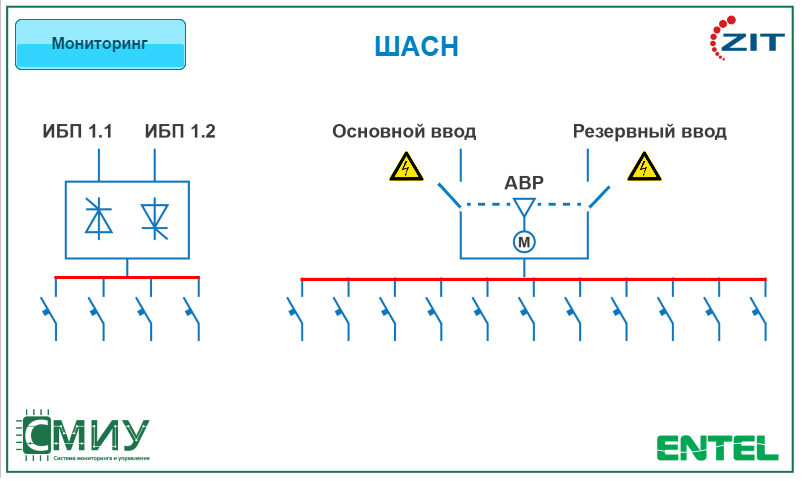 Мониторинг
ШАСН
ZIT
ИБП 1.1 ИБП 1.2
Основной ввод
Резервный ввод
АВР
М
СМИУ
Система мониторинга и управления
ENTEL